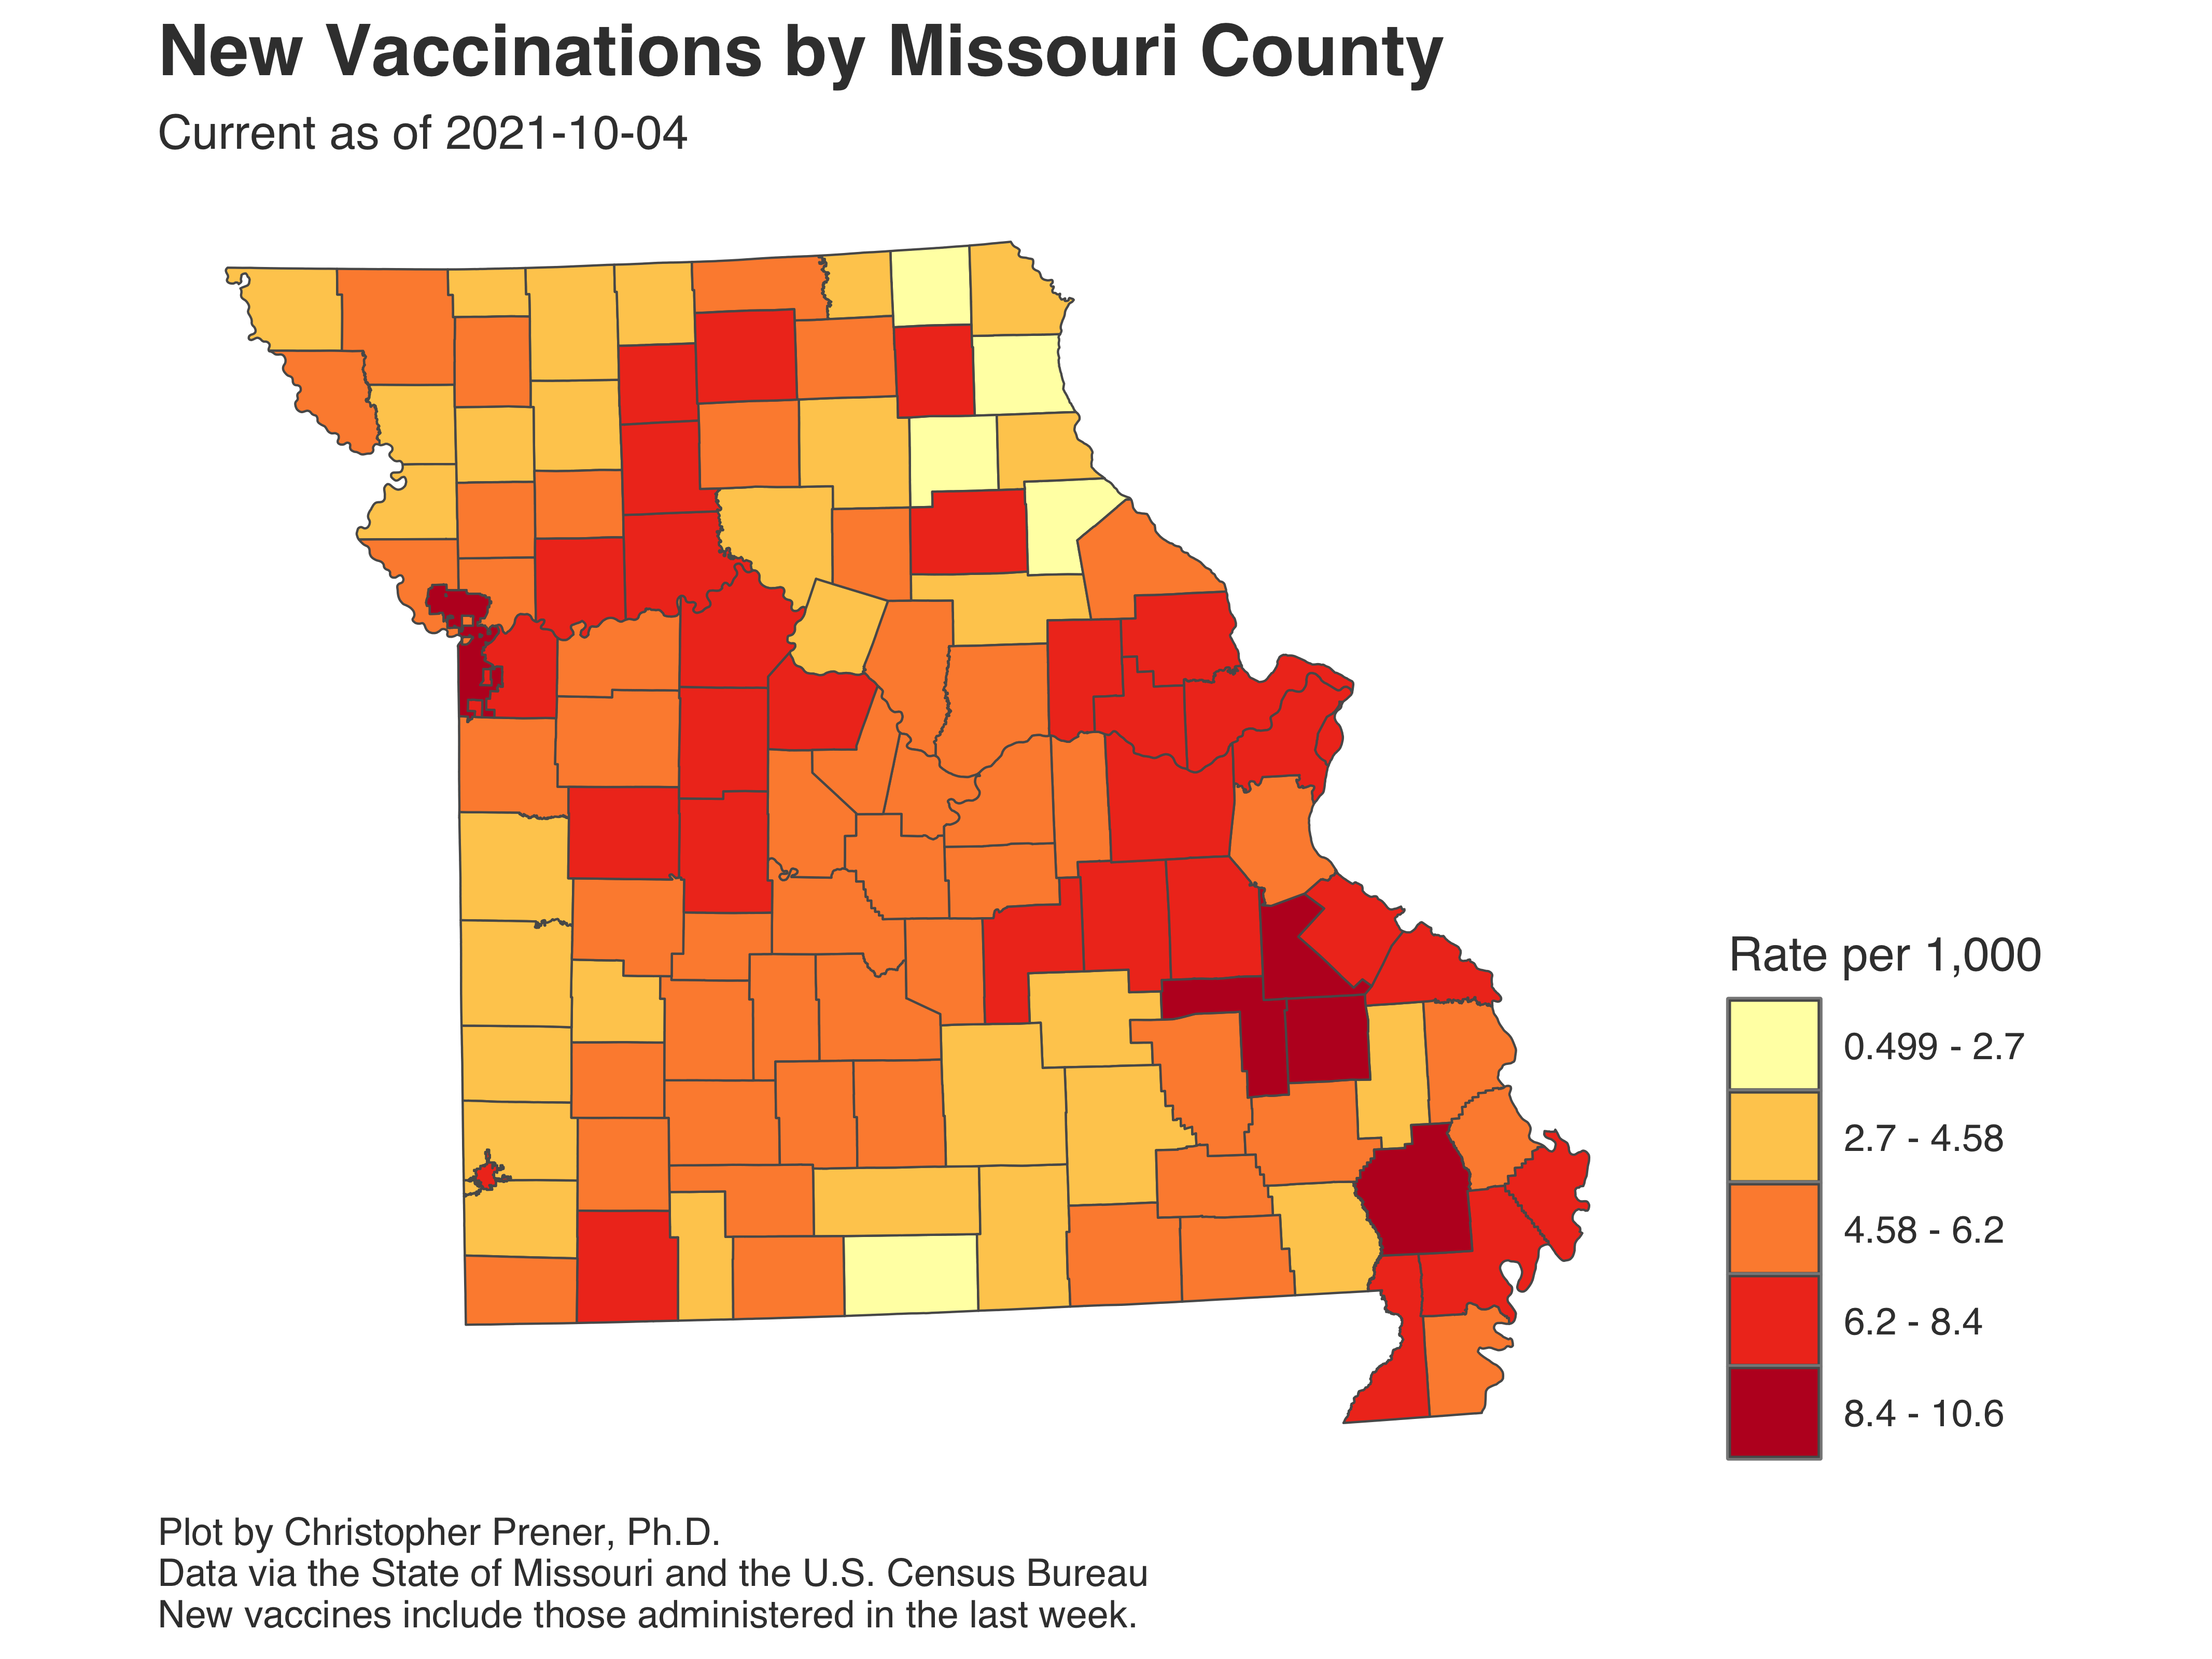 New Vaccinations by Missouri County
Current as of 2021-10-04
Rate per 1,000
0.499 - 2.7
2.7 - 4.58
4.58 - 6.2
6.2 - 8.4
8.4 - 10.6
Plot by Christopher Prener, Ph.D.
Data via the State of Missouri and the U.S. Census Bureau
New vaccines include those administered in the last week.